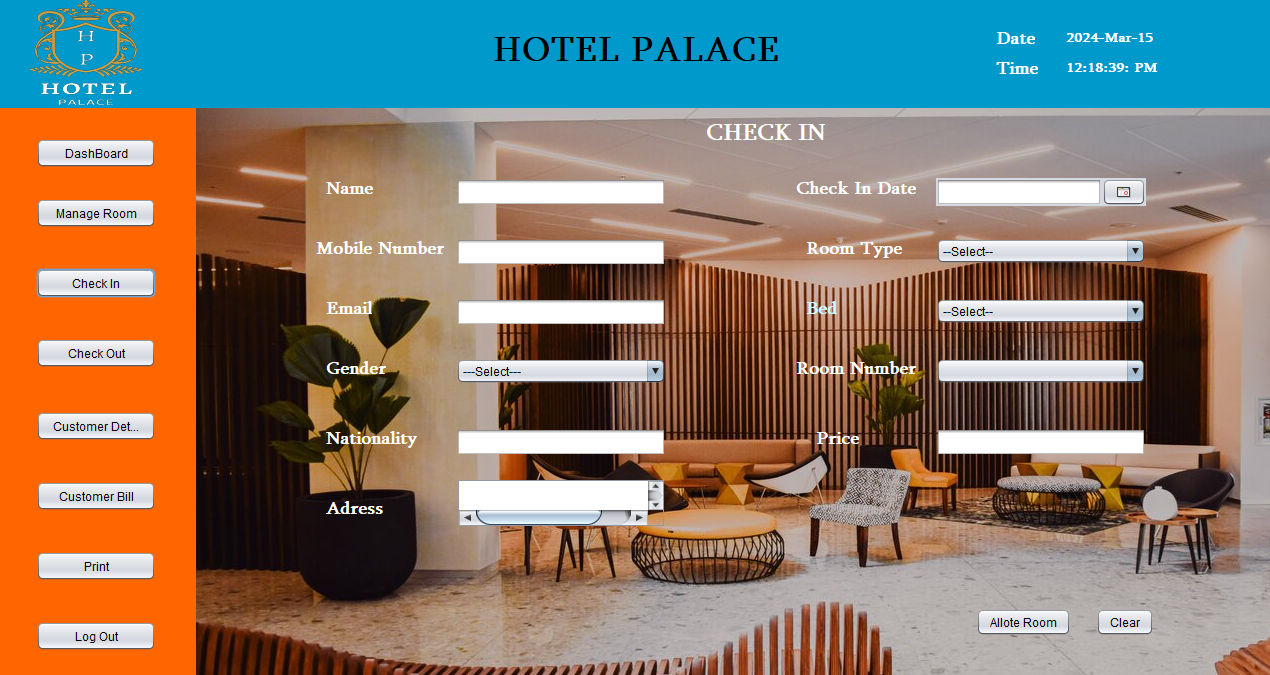 H
P
HOTEL
PALACE
HOTEL PALACE
Date 2024-Mar-15
Time 12:18:39: PM
DashBoard
Manage Room
Check In
Check Out
Customer Det...
Customer Bill
Print
Log Out
CHECK IN
Name
Check In Date
Mobile Number
Room Type --Select--
Email
Bed --Select--
Gender ---Select---
Room Number
Nationality
Price
Adress
Allote Room Clear